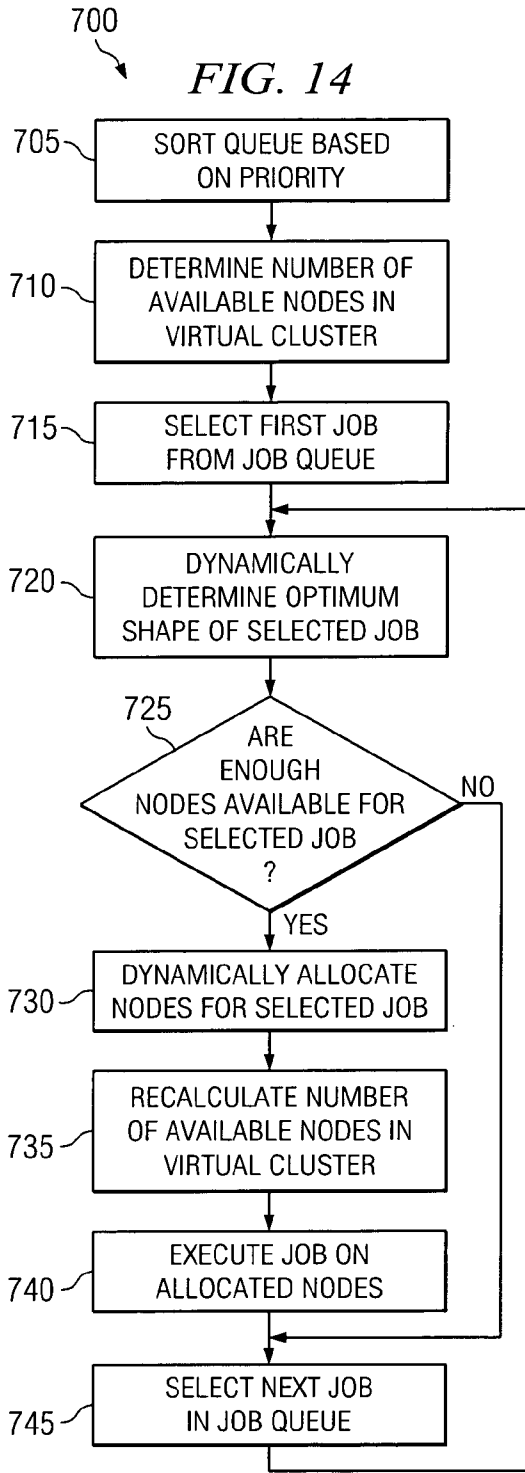 700
FIG. 14
705
SORT QUEUE BASED
ON PRIORITY
710
DETERMINE NUMBER OF
AVAILABLE NODES IN
VIRTUAL CLUSTER
715
SELECT FIRST JOB
FROM JOB QUEUE
720
DYNAMICALLY
DETERMINE OPTIMUM
SHAPE OF SELECTED JOB
725
ARE
ENOUGH
NODES AVAILABLE FOR
SELECTED JOB
?
NO
YES
730
DYNAMICALLY ALLOCATE
NODES FOR SELECTED JOB
735
RECALCULATE NUMBER
OF AVAILABLE NODES IN
VIRTUAL CLUSTER
740
EXECUTE JOB ON
ALLOCATED NODES
745
SELECT NEXT JOB
IN JOB QUEUE